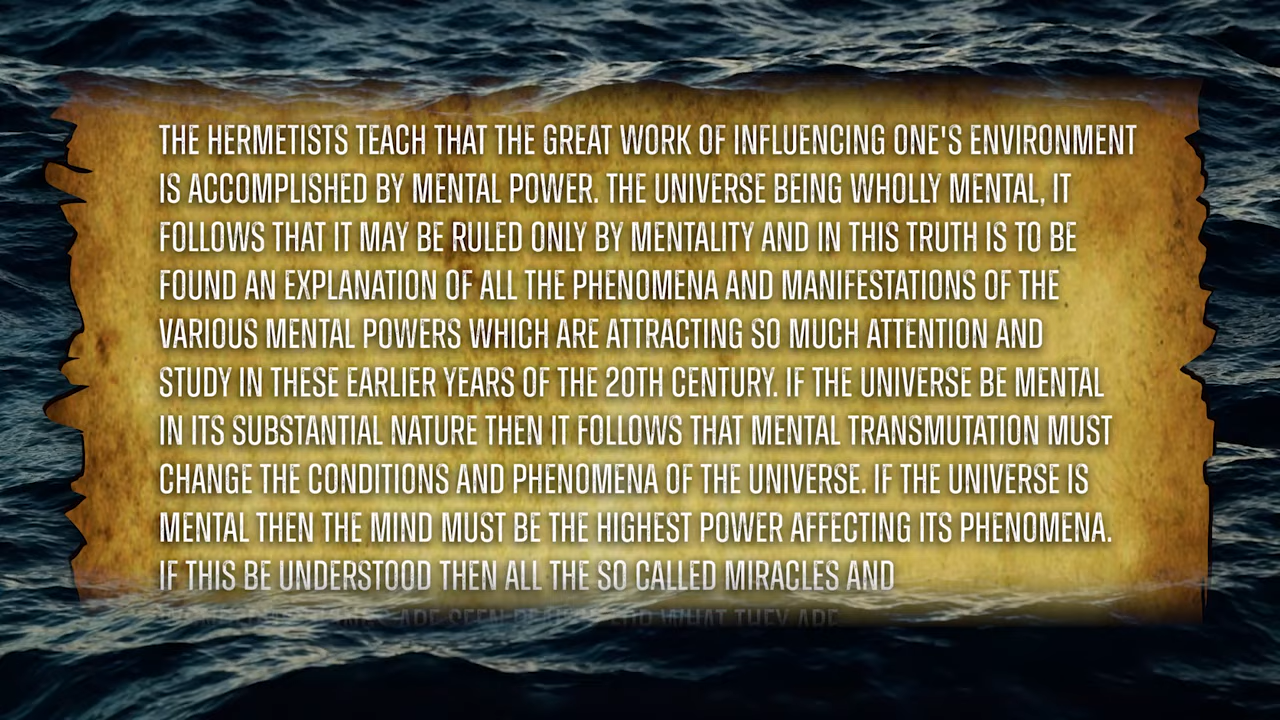 THE HERMETISTS TEACH THAT THE GREAT WORK OF INFLUENCING ONE'S ENVIRONMENT
IS ACCOMPLISHED BY MENTAL POWER. THE UNIVERSE BEING WHOLLY MENTAL, IT
FOLLOWS THAT IT MAY BE RULED ONLY BY MENTALITY AND IN THIS TRUTH IS TO BE
FOUND AN EXPLANATION OF ALL THE PHENOMENA AND MANIFESTATIONS OF THE
VARIOUS MENTAL POWERS WHICH ARE ATTRACTING SO MUCH ATTENTION AND
STUDY IN THESE EARLIER YEARS OF THE 20TH CENTURY. IF THE UNIVERSE BE MENTAL
IN ITS SUBSTANTIAL NATURE THEN IT FOLLOWS THAT MENTAL TRANSMUTATION MUST
CHANGE THE CONDITIONS AND PHENOMENA OF THE UNIVERSE. IF THE UNIVERSE IS
MENTAL THEN THE MIND MUST BE THE HIGHEST POWER AFFECTING ITS PHENOMENA.
IF THIS BE UNDERSTOOD THEN ALL THE SO CALLED MIRACLES AND
ARE SEEN FOR WHAT THEY ARE